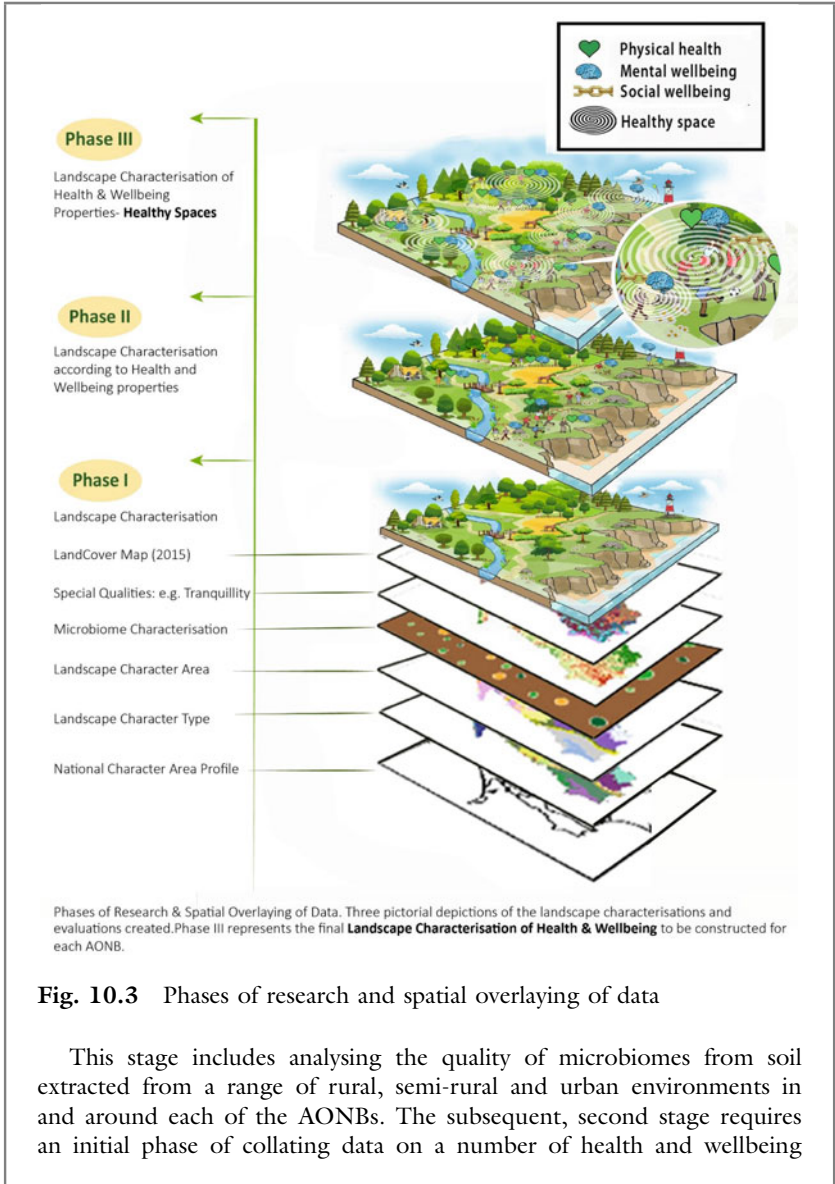 Physical health
Mental wellbeing
Social wellbeing
Healthy space
Phase III
Landscape Characterisation of
Health & Wellbeing
Properties- Healthy Spaces
Phase II
Landscape Characterisation
according to Health and
Wellbeing properties
Phase I
Landscape Characterisation
LandCover Map (2015)
Special Qualities: e.g. Tranquillity
Microbiome Characterisation
Landscape Character Area
Landscape Character Type
National Character Area Profile
Phases of Research & Spatial Overlaying of Data. Three pictorial depictions of the landscape characterisations and
evaluations created.Phase III represents the final Landscape Characterisation of Health & Wellbeing to be constructed for
each AONB.
Fig. 10.3 Phases of research and spatial overlaying of data
This stage includes analysing the quality of microbiomes from soil
extracted from a range of rural, semi-rural and urban environments in
and around each of the AONBs. The subsequent, second stage requires
an initial phase of collating data on a number of health and wellbeing